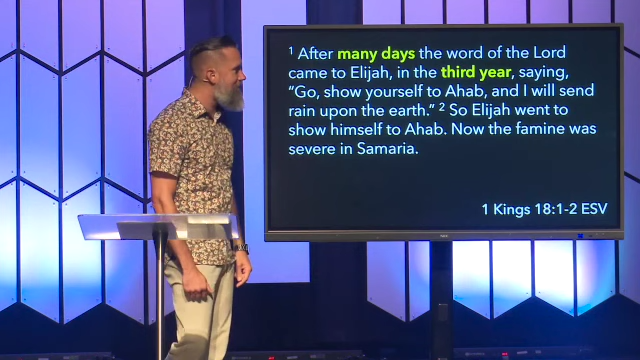 ¹ After many days the word of the Lord
came to Elijah, in the third year, saying,
“Go, show yourself to Ahab, and I will send
rain upon the earth.” ² So Elijah went to
show himself to Ahab. Now the famine was
severe in Samaria.
1 Kings 18:1-2 ESV